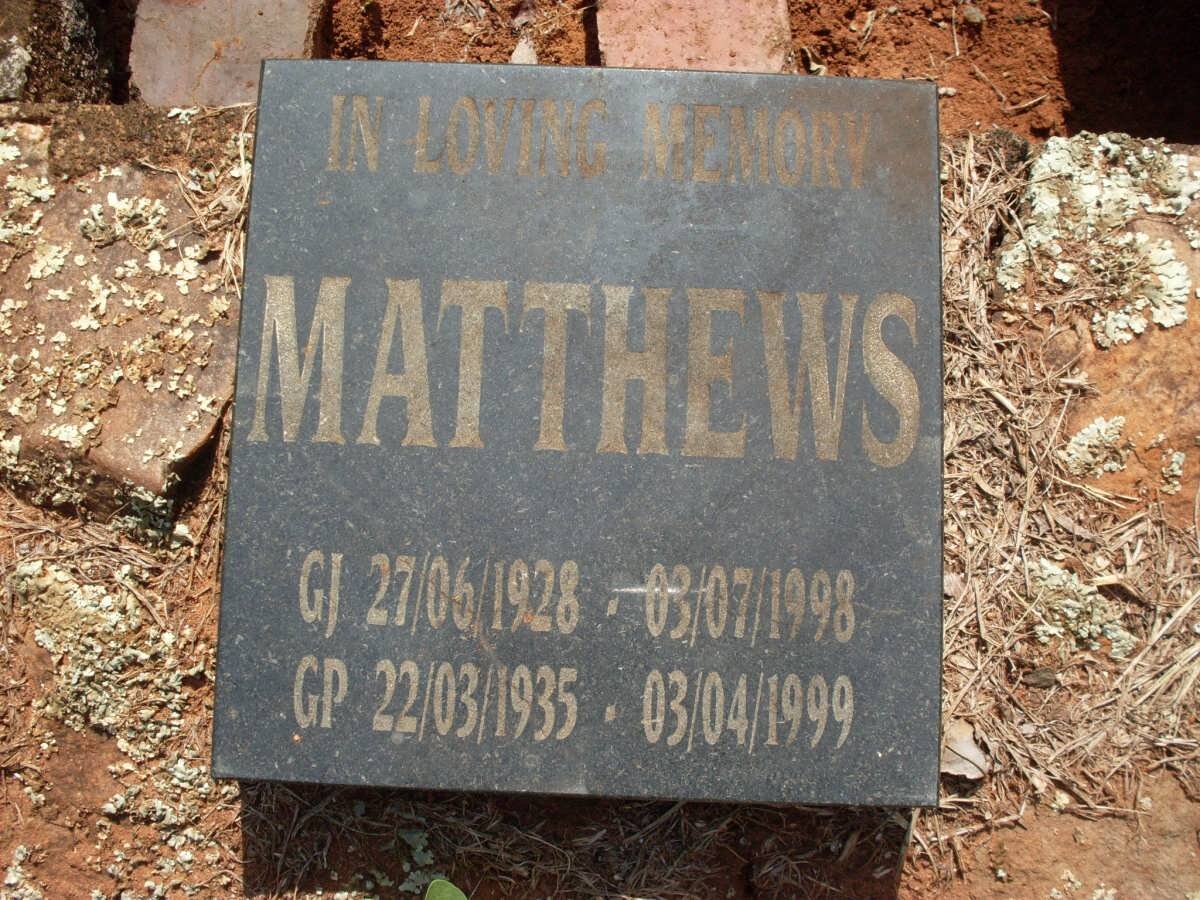 IN LOVING MEMORY
MATTHEWS
GJ 27/06/1928 - 03/07/1998
GP 22/03/1935 - 03/04/1999